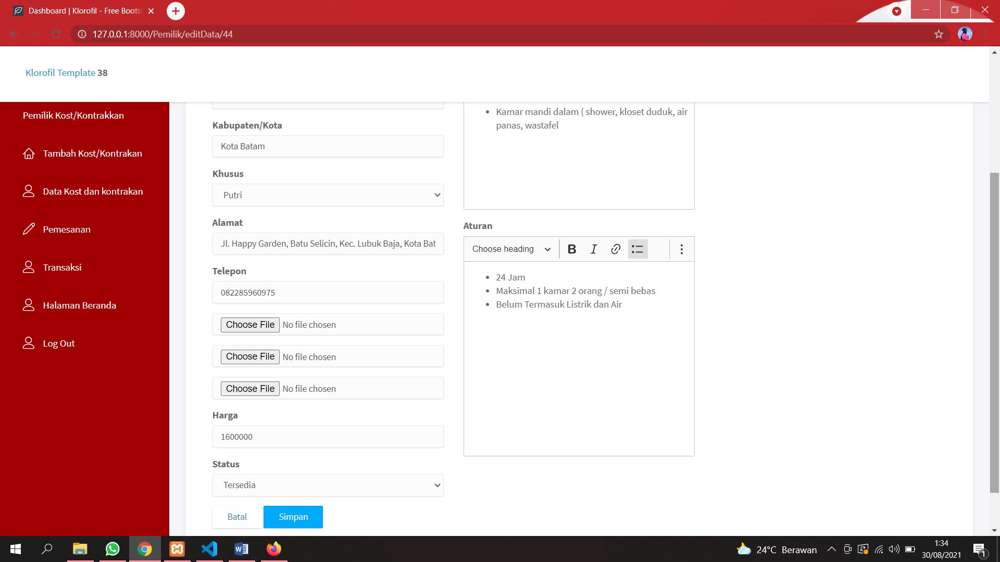 Dashboard | Klorofil - Free Boots
127.0.0.1:8000/Pemilik/editData/44
Klorofil Template 38
Pemilik Kost/Kontrakkan
Tambah Kost/Kontrakan
Data Kost dan kontrakan
Pemesanan
Transaksi
Halaman Beranda
Log Out
Kabupaten/Kota
Kota Batam
Khusus
Putri
Alamat
Jl. Happy Garden, Batu Selicin, Kec. Lubuk Baja, Kota Bat
Telepon
082285960975
Choose File No file chosen
Choose File No file chosen
Choose File No file chosen
Harga
1600000
Status
Tersedia
Batal Simpan
• Kamar mandi dalam ( shower, kloset duduk, air
panas, wastafel
Aturan
Choose heading B I
• 24 Jam
• Maksimal 1 kamar 2 orang / semi bebas
• Belum Termasuk Listrik dan Air
24°C Berawan
1:34
30/08/2021
1